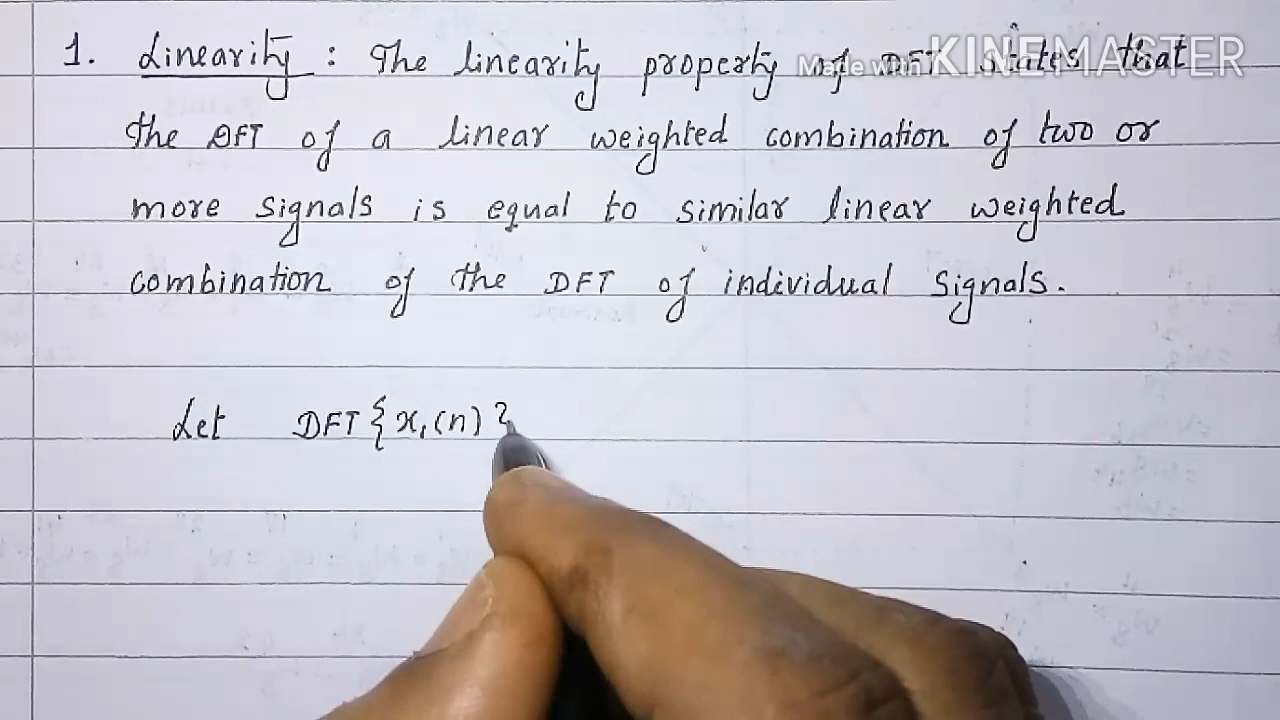 1. Linearity : The linearity property of DFT states that
Made with KINEMASTER
the DFT of a linear weighted combination of two or
more signals is equal to similar linear weighted
combination of the DFT of individual signals.
Let DFT{x₁(n)}